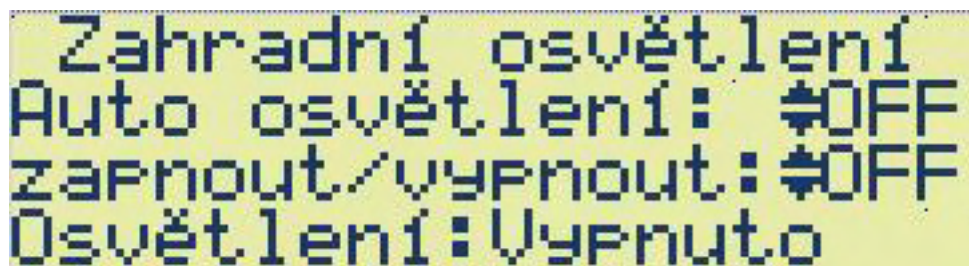 Zahradní osvětlení
Auto osvětlení: ♦OFF
zapnout/vypnout:♦OFF
Osvětlení:Vypnuto